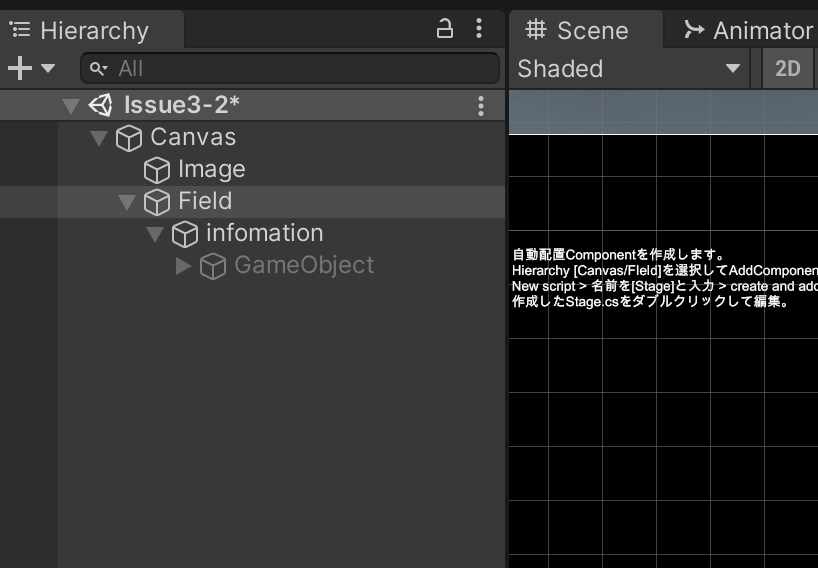 Hierarchy
All
Issue3-2*
Canvas
Image
Field
infomation
GameObject
Scene
Animator
Shaded
2D
自動配置Componentを作成します。
Hierarchy [Canvas/FIeld]を選択してAddComponen
New script > 名前を[Stage]と入力 > create and add
作成したStage.csをダブルクリックして編集。